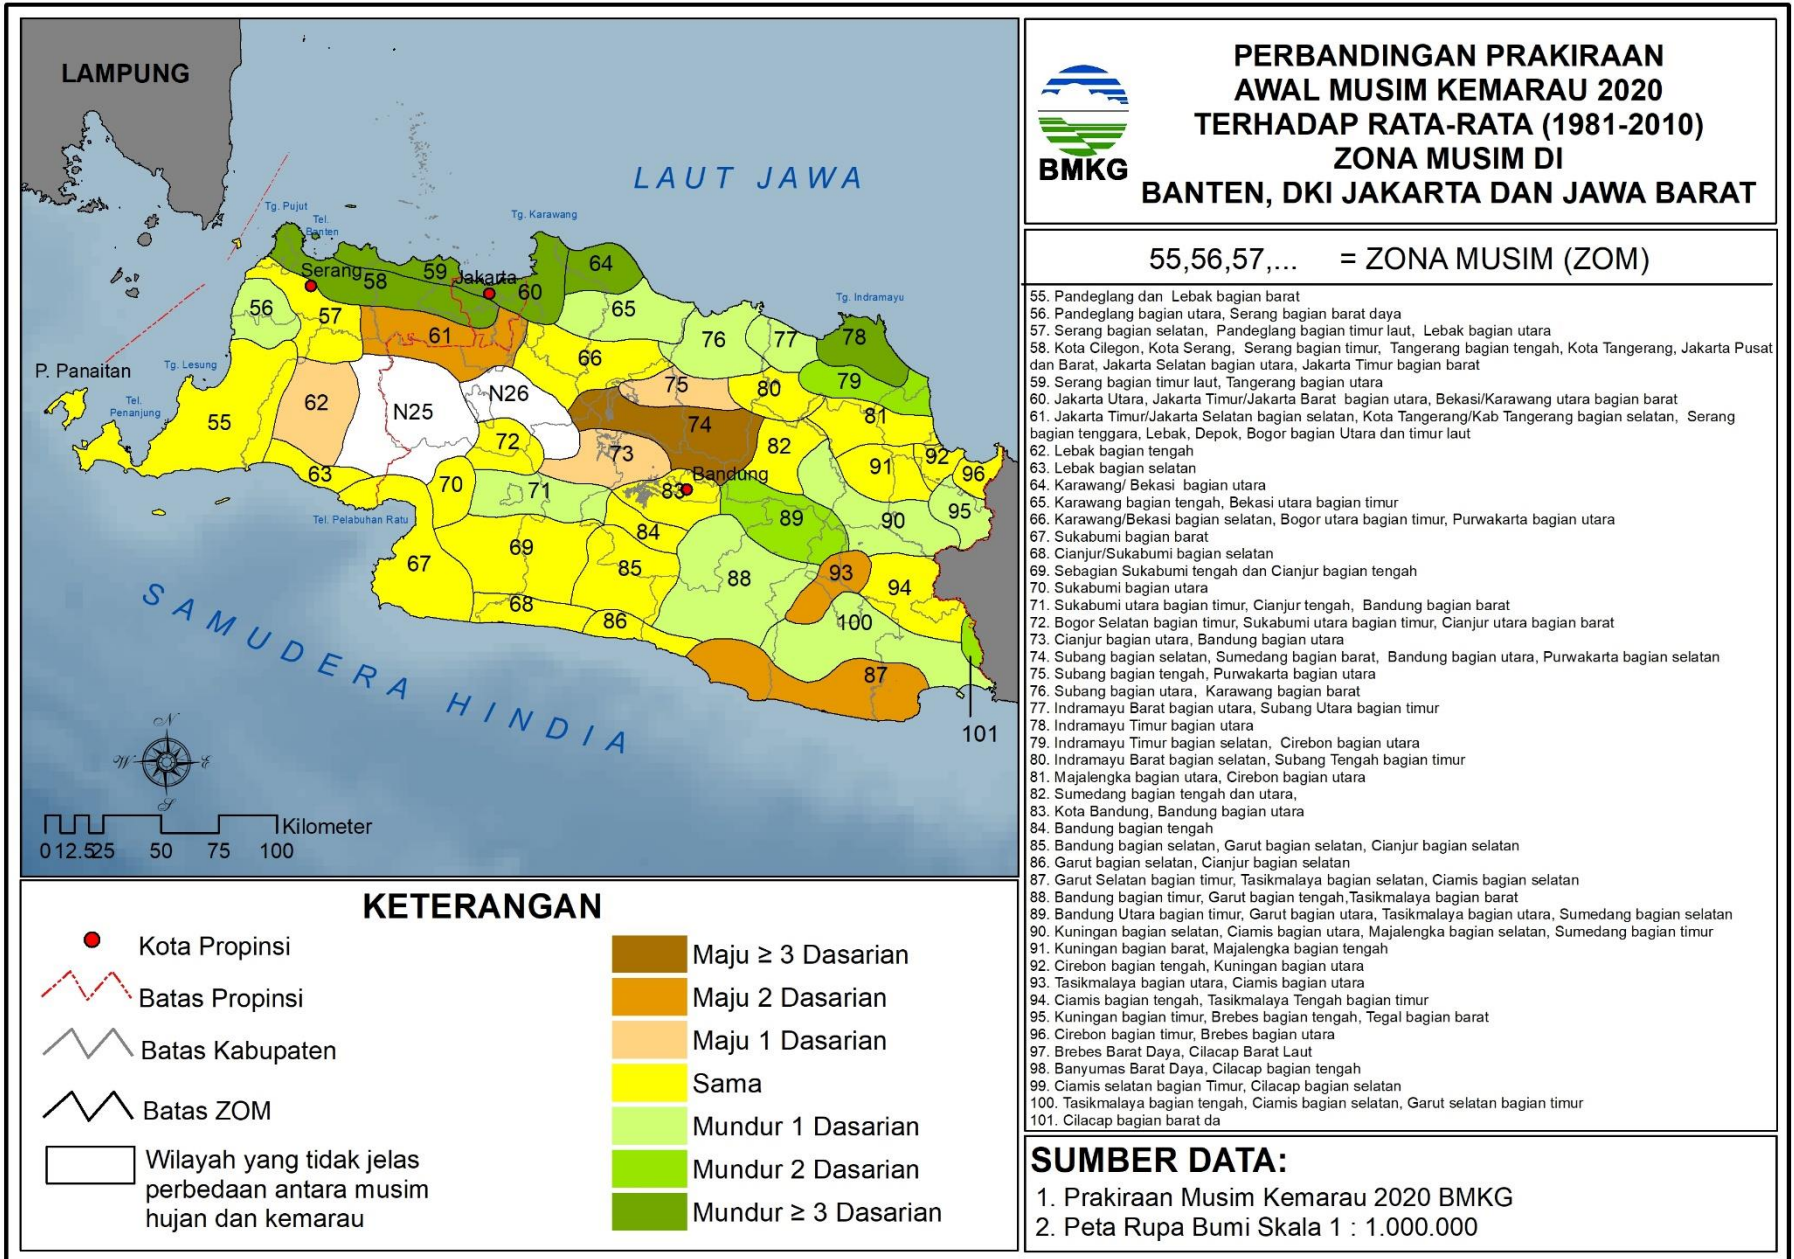 LAMPUNG
LAUT JAWA
Tg. Pujut
Tel.
Banten
Tg. Karawang
Serang
59
Jakarta
64
58
60
56
57
65
Tg. Indramayu
61
76
77
78
66
Tg. Lesung
P. Panaitan
75
79
80
N26
62
N25
Tel.
Penanjung
55
74
81
72
82
73
92
91
96
Bandung
63
70
71
83
95
Tel. Pelabuhan Ratu
89
90
84
69
67
85
88
93
94
68
86
100
87
101
SAMUDERA HINDIA
N
W
E
S
Kilometer
0 12.5 25 50 75 100
PERBANDINGAN PRAKIRAAN
AWAL MUSIM KEMARAU 2020
TERHADAP RATA-RATA (1981-2010)
ZONA MUSIM DI
BANTEN, DKI JAKARTA DAN JAWA BARAT
BMKG
55,56,57,... = ZONA MUSIM (ZOM)
55. Pandeglang dan Lebak bagian barat
56. Pandeglang bagian utara, Serang bagian barat daya
57. Serang bagian selatan, Pandeglang bagian timur laut, Lebak bagian utara
58. Kota Cilegon, Kota Serang, Serang bagian timur, Tangerang bagian tengah, Kota Tangerang, Jakarta Pusat
dan Barat, Jakarta Selatan bagian utara, Jakarta Timur bagian barat
59. Serang bagian timur laut, Tangerang bagian utara
60. Jakarta Utara, Jakarta Timur/Jakarta Barat bagian utara, Bekasi/Karawang utara bagian barat
61. Jakarta Timur/Jakarta Selatan bagian selatan, Kota Tangerang/Kab Tangerang bagian selatan, Serang
bagian tenggara, Lebak, Depok, Bogor bagian Utara dan timur laut
62. Lebak bagian tengah
63. Lebak bagian selatan
64. Karawang/ Bekasi bagian utara
65. Karawang bagian tengah, Bekasi utara bagian timur
66. Karawang/Bekasi bagian selatan, Bogor utara bagian timur, Purwakarta bagian utara
67. Sukabumi bagian barat
68. Cianjur/Sukabumi bagian selatan
69. Sebagian Sukabumi tengah dan Cianjur bagian tengah
70. Sukabumi bagian utara
71. Sukabumi utara bagian timur, Cianjur tengah, Bandung bagian barat
72. Bogor Selatan bagian timur, Sukabumi utara bagian timur, Cianjur utara bagian barat
73. Cianjur bagian utara, Bandung bagian utara
74. Subang bagian selatan, Sumedang bagian barat, Bandung bagian utara, Purwakarta bagian selatan
75. Subang bagian tengah, Purwakarta bagian utara
76. Subang bagian utara, Karawang bagian barat
77. Indramayu Barat bagian utara, Subang Utara bagian timur
78. Indramayu Timur bagian utara
79. Indramayu Timur bagian selatan, Cirebon bagian utara
80. Indramayu Barat bagian selatan, Subang Tengah bagian timur
81. Majalengka bagian utara, Cirebon bagian utara
82. Sumedang bagian tengah dan utara,
83. Kota Bandung, Bandung bagian utara
84. Bandung bagian tengah
85. Bandung bagian selatan, Garut bagian selatan, Cianjur bagian selatan
86. Garut bagian selatan, Cianjur bagian selatan
87. Garut Selatan bagian timur, Tasikmalaya bagian selatan, Ciamis bagian selatan
88. Bandung bagian timur, Garut bagian tengah,Tasikmalaya bagian barat
89. Bandung Utara bagian timur, Garut bagian utara, Tasikmalaya bagian utara, Sumedang bagian selatan
90. Kuningan bagian selatan, Ciamis bagian utara, Majalengka bagian selatan, Sumedang bagian timur
91. Kuningan bagian barat, Majalengka bagian tengah
92. Cirebon bagian tengah, Kuningan bagian utara
93. Tasikmalaya bagian utara, Ciamis bagian utara
94. Ciamis bagian tengah, Tasikmalaya Tengah bagian timur
95. Kuningan bagian timur, Brebes bagian tengah, Tegal bagian barat
96. Cirebon bagian timur, Brebes bagian utara
97. Brebes Barat Daya, Cilacap Barat Laut
98. Banyumas Barat Daya, Cilacap bagian tengah
99. Ciamis selatan bagian Timur, Cilacap bagian selatan
100. Tasikmalaya bagian tengah, Ciamis bagian selatan, Garut selatan bagian timur
101. Cilacap bagian barat da
KETERANGAN
Kota Propinsi
Batas Propinsi
Batas Kabupaten
Batas ZOM
Wilayah yang tidak jelas
perbedaan antara musim
hujan dan kemarau
Maju ≥ 3 Dasarian
Maju 2 Dasarian
Maju 1 Dasarian
Sama
Mundur 1 Dasarian
Mundur 2 Dasarian
Mundur ≥ 3 Dasarian
SUMBER DATA:
1. Prakiraan Musim Kemarau 2020 BMKG
2. Peta Rupa Bumi Skala 1 : 1.000.000